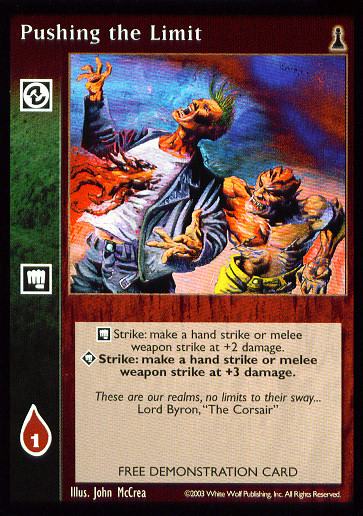 Pushing the Limit
Strike: make a hand strike or melee
weapon strike at +2 damage.
Strike: make a hand strike or melee
weapon strike at +3 damage.
These are our realms, no limits to their sway...
Lord Byron, "The Corsair"
1
FREE DEMONSTRATION CARD
Illus. John McCrea
©2003 White Wolf Publishing, Inc. All Rights Reserved.